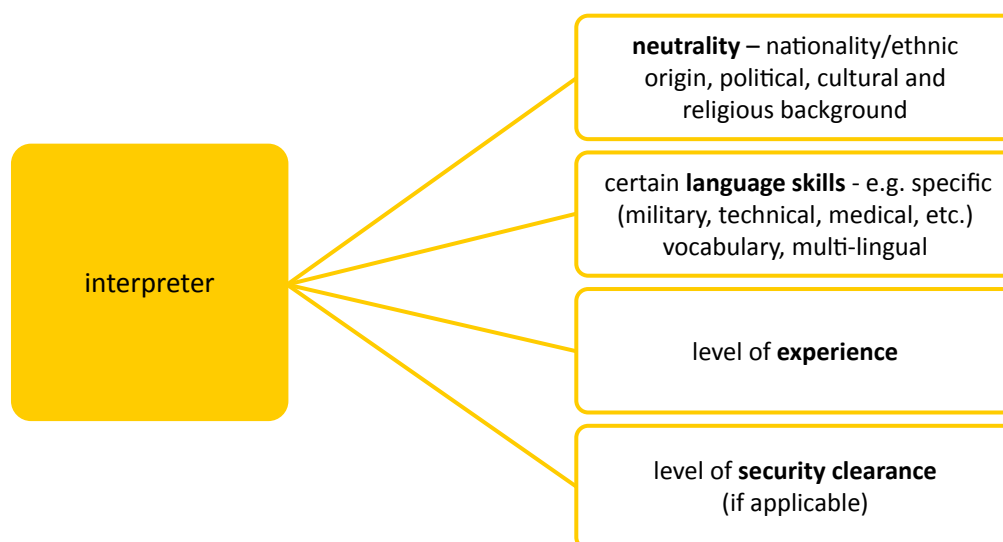 neutrality – nationality/ethnic
origin, political, cultural and
religious background
certain language skills - e.g. specific
(military, technical, medical, etc.)
vocabulary, multi-lingual
interpreter
level of experience
level of security clearance
(if applicable)